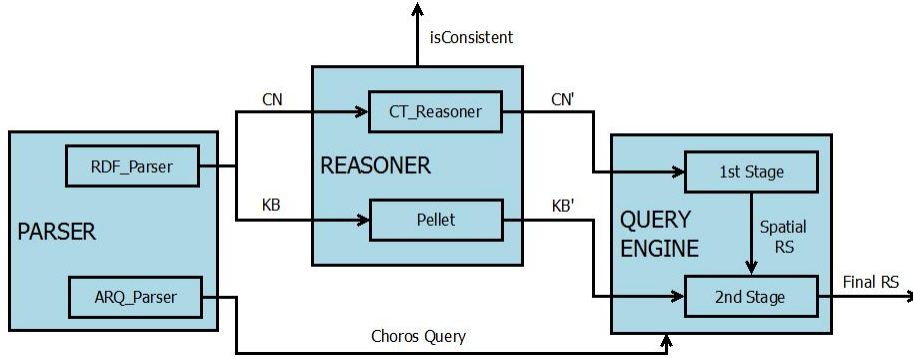 isConsistent
CN
CT_Reasoner
CN'
REASONER
RDF_Parser
1st Stage
KB
Pellet
KB'
QUERY
ENGINE
PARSER
Spatial
RS
ARQ_Parser
2nd Stage
Final RS
Choros Query